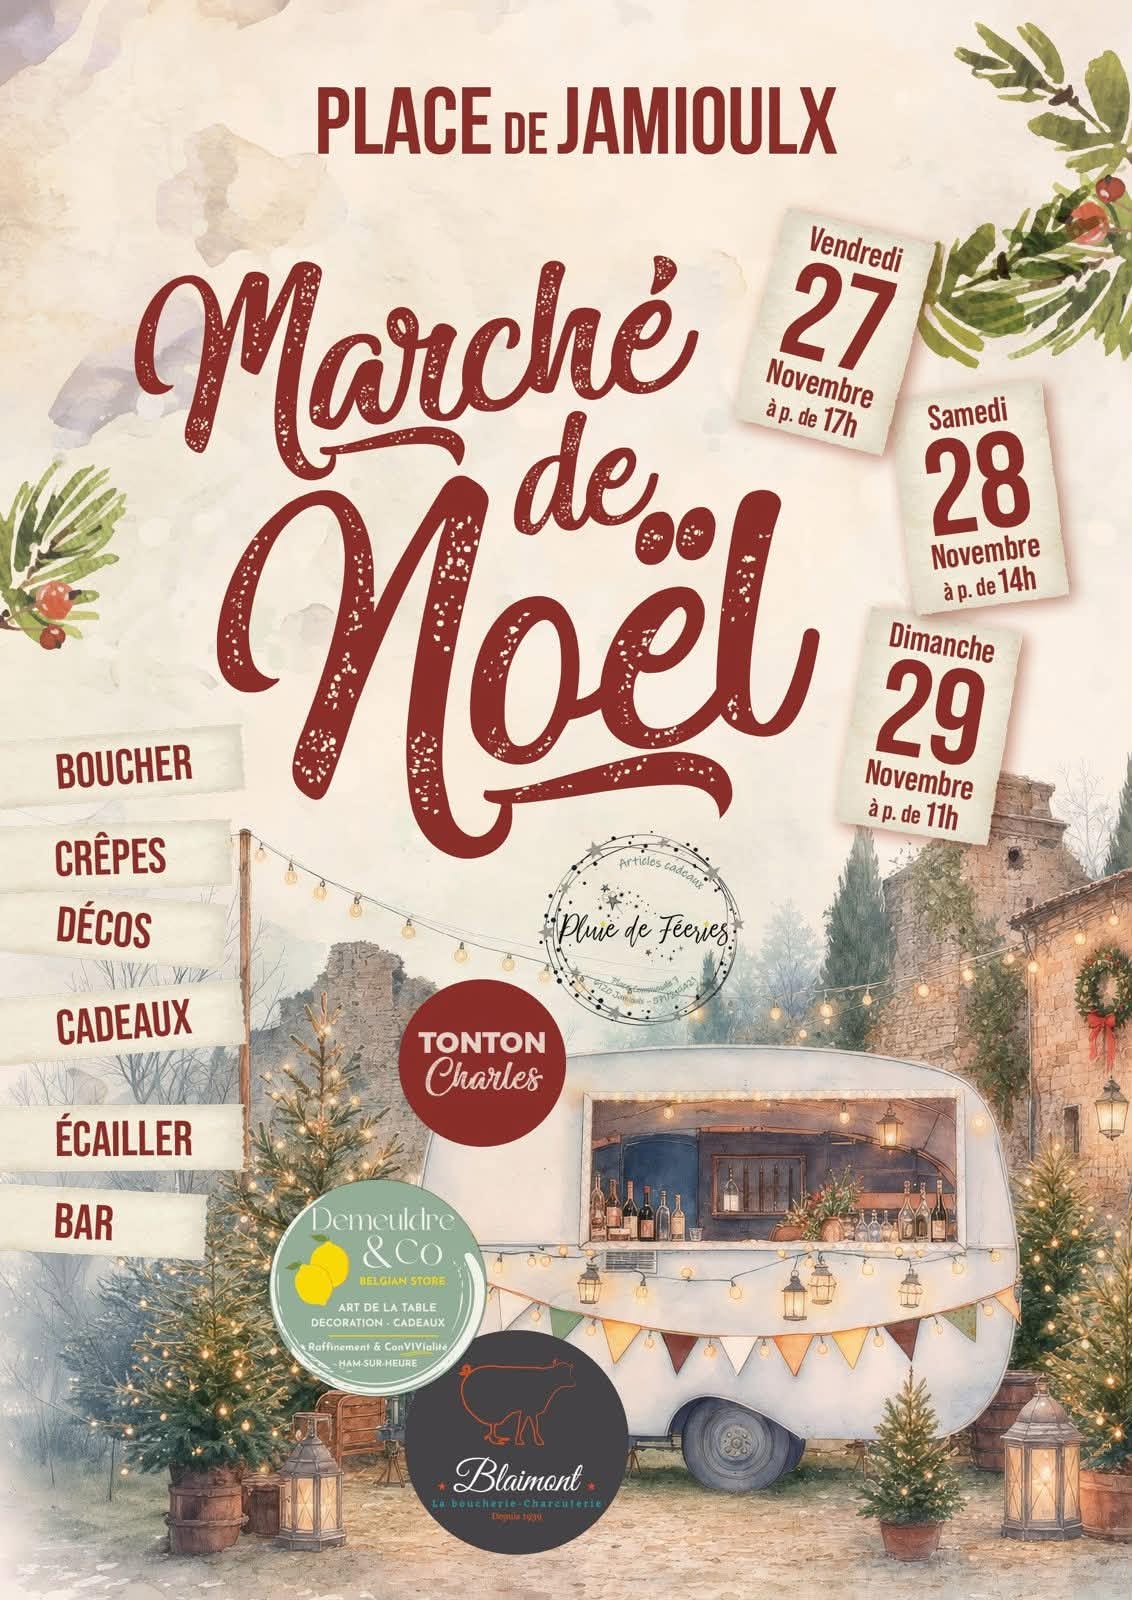 PLACE DE JAMIOULX
Marché
de
Noël
Vendredi
27
Novembre
à p. de 17h
Samedi
28
Novembre
à p. de 14h
Dimanche
29
Novembre
à p. de 11h
BOUCHER
CRÊPES
DÉCOS
CADEAUX
ÉCAILLER
BAR
Articles cadeaux
Pluie de Féeries
TONTON
Charles
Demeuldre
& Co
BELGIAN STORE
ART DE LA TABLE
DECORATION - CADEAUX
Raffinement & ConVIVialité
- HAM-SUR-HEURE
Blaimont
La boucherie-Charcuterie
Depuis 1939